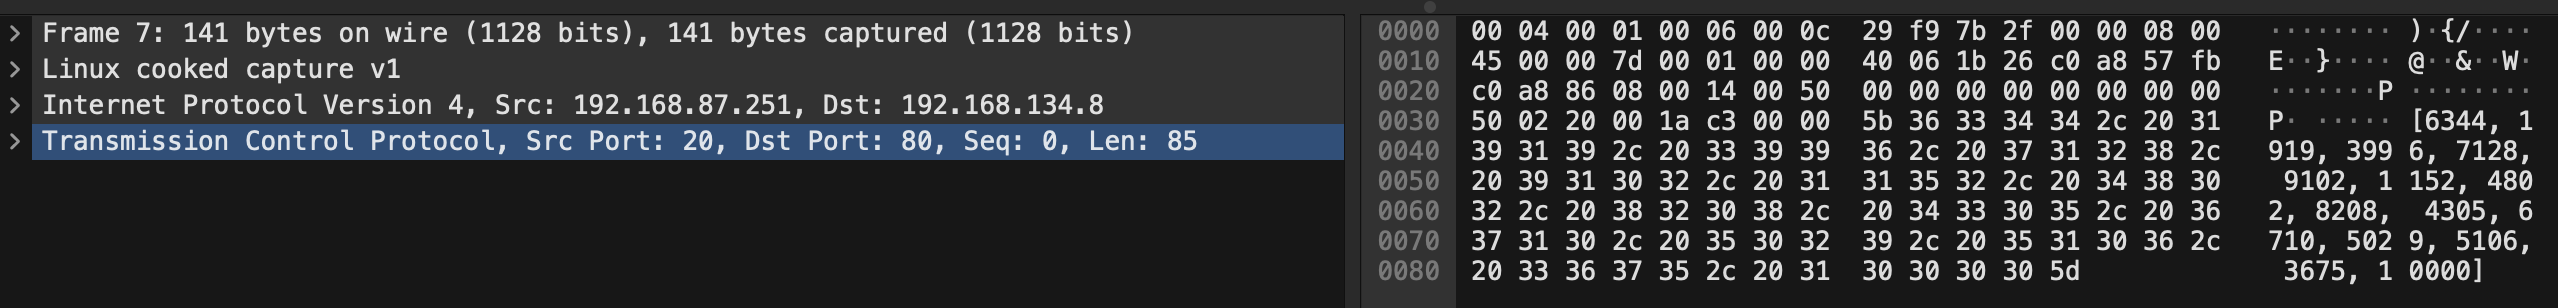 Frame 7: 141 bytes on wire (1128 bits), 141 bytes captured (1128 bits)
Linux cooked capture v1
Internet Protocol Version 4, Src: 192.168.87.251, Dst: 192.168.134.8
Transmission Control Protocol, Src Port: 20, Dst Port: 80, Seq: 0, Len: 85
0000 00 04 00 01 00 06 00 0c 29 f9 7b 2f 00 00 08 00 ········ )·{/····
0010 45 00 00 7d 00 01 00 00 40 06 1b 26 c0 a8 57 fb E··}···· @··&··W·
0020 c0 a8 86 08 00 14 00 50 00 00 00 00 00 00 00 00 ·······P ········
0030 50 02 20 00 1a c3 00 00 5b 36 33 34 34 2c 20 31 P· ····· [6344, 1
0040 39 31 39 2c 20 33 39 39 36 2c 20 37 31 32 38 2c 919, 399 6, 7128,
0050 20 39 31 30 32 2c 20 31 31 35 32 2c 20 34 38 30 9102, 1 152, 480
0060 32 2c 20 38 32 30 38 2c 20 34 33 30 35 2c 20 36 2, 8208, 4305, 6
0070 37 31 30 2c 20 35 30 32 39 2c 20 35 31 30 36 2c 710, 502 9, 5106,
0080 20 33 36 37 35 2c 20 31 30 30 30 30 5d 3675, 1 0000]